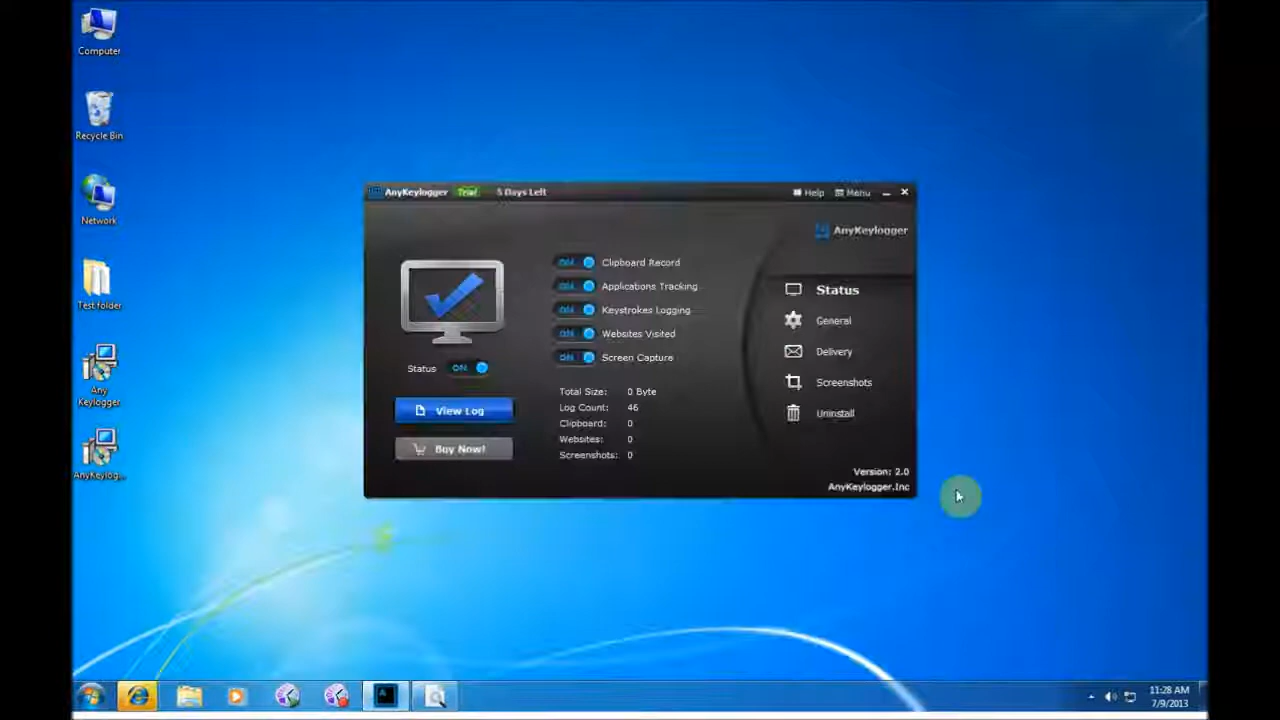 Computer
Recycle Bin
Network
Test folder
Any
Keylogger
AnyKeylog...
AnyKeylogger Trial 5 Days Left
Help Menu
AnyKeylogger
ON Clipboard Record
ON Applications Tracking
ON Keystrokes Logging
ON Websites Visited
ON Screen Capture
Status ON
View Log
Buy Now!
Total Size: 0 Byte
Log Count: 46
Clipboard: 0
Websites: 0
Screenshots: 0
Status
General
Delivery
Screenshots
Uninstall
Version: 2.0
AnyKeylogger.Inc
11:28 AM
7/9/2013